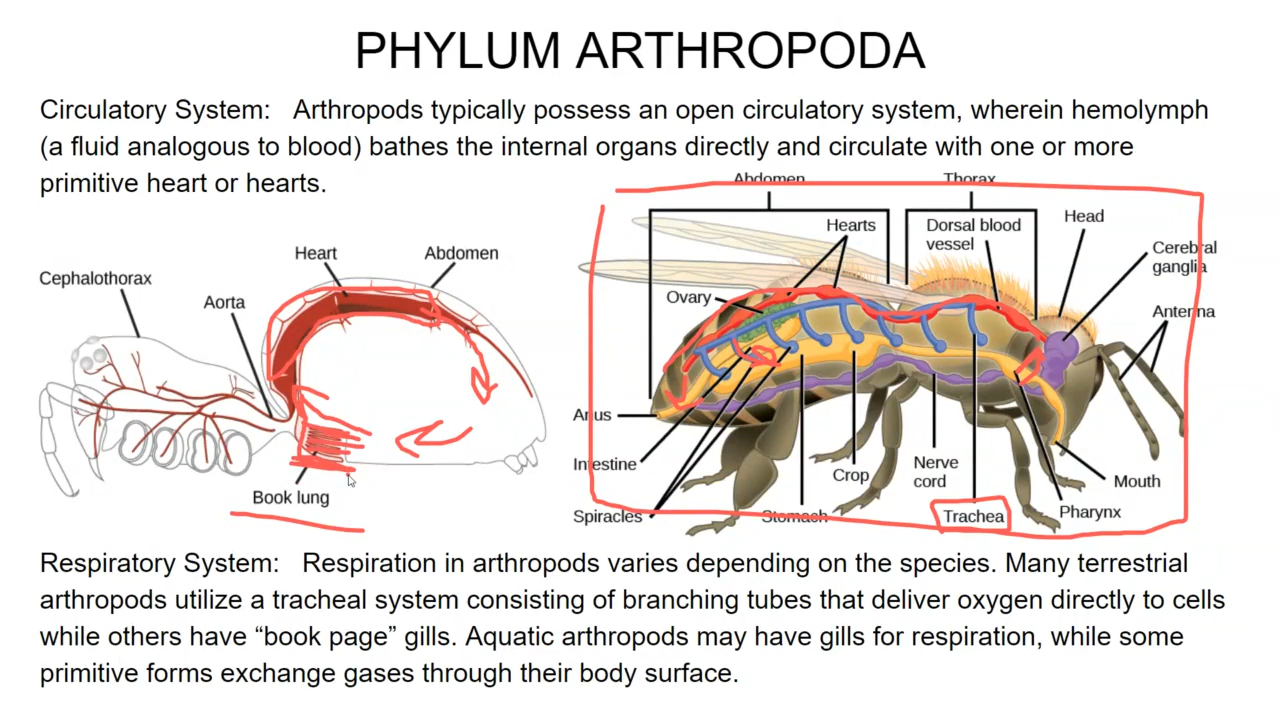 PHYLUM ARTHROPODA
Circulatory System: Arthropods typically possess an open circulatory system, wherein hemolymph
(a fluid analogous to blood) bathes the internal organs directly and circulate with one or more
primitive heart or hearts.
Heart
Abdomen
Cephalothorax
Aorta
Book lung
Abdomen
Thorax
Hearts
Dorsal blood
vessel
Head
Cerebral
ganglia
Ovary
Antenna
Anus
Intestine
Crop
Nerve
cord
Mouth
Spiracles
Stomach
Trachea
Pharynx
Respiratory System: Respiration in arthropods varies depending on the species. Many terrestrial
arthropods utilize a tracheal system consisting of branching tubes that deliver oxygen directly to cells
while others have “book page” gills. Aquatic arthropods may have gills for respiration, while some
primitive forms exchange gases through their body surface.